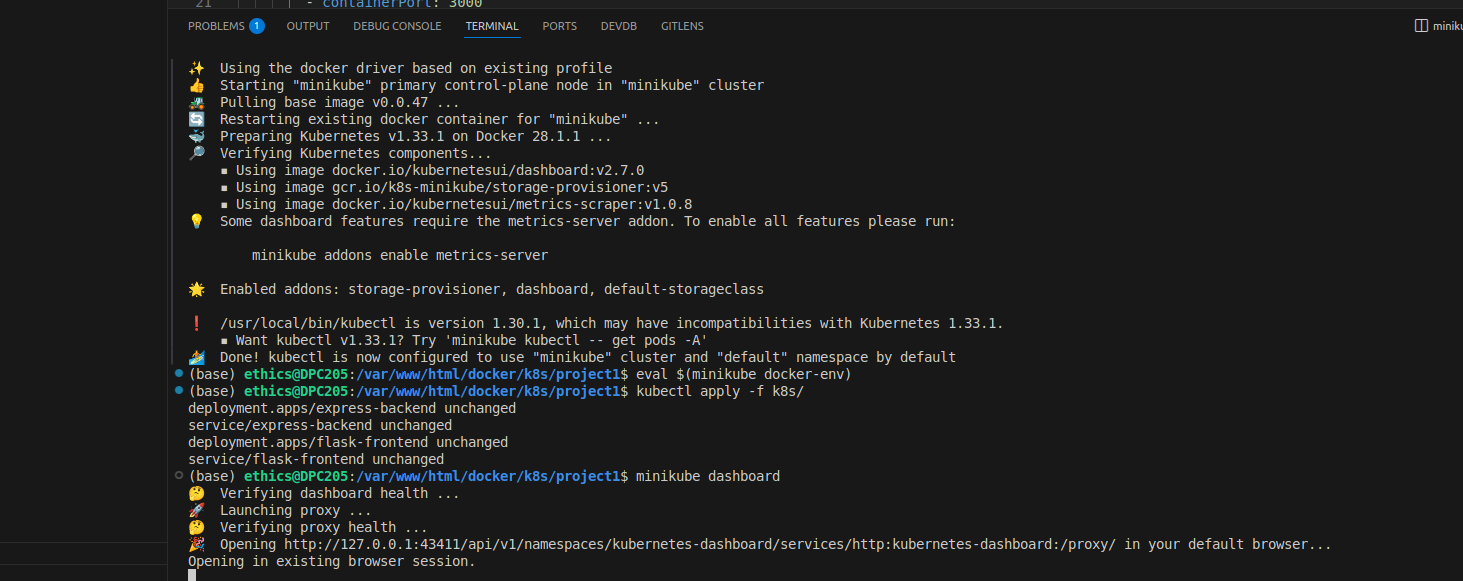 21 - containerPort: 3000
PROBLEMS 1 OUTPUT DEBUG CONSOLE TERMINAL PORTS DEVDB GITLENS
✨ Using the docker driver based on existing profile
👍 Starting "minikube" primary control-plane node in "minikube" cluster
🚜 Pulling base image v0.0.47 ...
🔄 Restarting existing docker container for "minikube" ...
🐳 Preparing Kubernetes v1.33.1 on Docker 28.1.1 ...
🔎 Verifying Kubernetes components...
▪ Using image docker.io/kubernetesui/dashboard:v2.7.0
▪ Using image gcr.io/k8s-minikube/storage-provisioner:v5
▪ Using image docker.io/kubernetesui/metrics-scraper:v1.0.8
💡 Some dashboard features require the metrics-server addon. To enable all features please run:
minikube addons enable metrics-server
🌟 Enabled addons: storage-provisioner, dashboard, default-storageclass
❗ /usr/local/bin/kubectl is version 1.30.1, which may have incompatibilities with Kubernetes 1.33.1.
▪ Want kubectl v1.33.1? Try 'minikube kubectl -- get pods -A'
🏄 Done! kubectl is now configured to use "minikube" cluster and "default" namespace by default
(base) ethics@DPC205:/var/www/html/docker/k8s/project1$ eval $(minikube docker-env)
(base) ethics@DPC205:/var/www/html/docker/k8s/project1$ kubectl apply -f k8s/
deployment.apps/express-backend unchanged
service/express-backend unchanged
deployment.apps/flask-frontend unchanged
service/flask-frontend unchanged
(base) ethics@DPC205:/var/www/html/docker/k8s/project1$ minikube dashboard
🤔 Verifying dashboard health ...
🚀 Launching proxy ...
🤔 Verifying proxy health ...
🎉 Opening http://127.0.0.1:43411/api/v1/namespaces/kubernetes-dashboard/services/http:kubernetes-dashboard:/proxy/ in your default browser...
Opening in existing browser session.